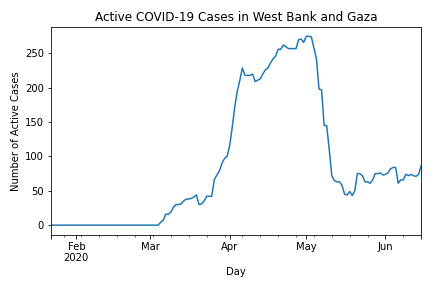 Active COVID-19 Cases in West Bank and Gaza
Number of Active Cases
250
200
150
100
50
0
Feb
2020
Mar
Apr
May
Jun
Day